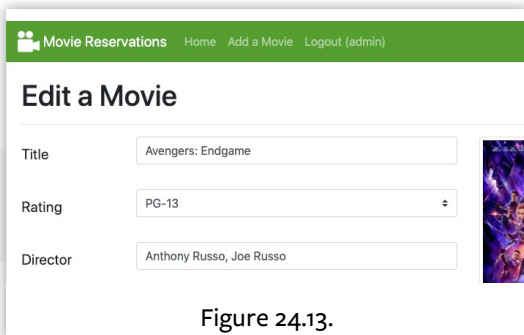 Movie Reservations Home Add a Movie Logout (admin)
Edit a Movie
Title Avengers: Endgame
Rating PG-13
Director Anthony Russo, Joe Russo
Figure 24.13.